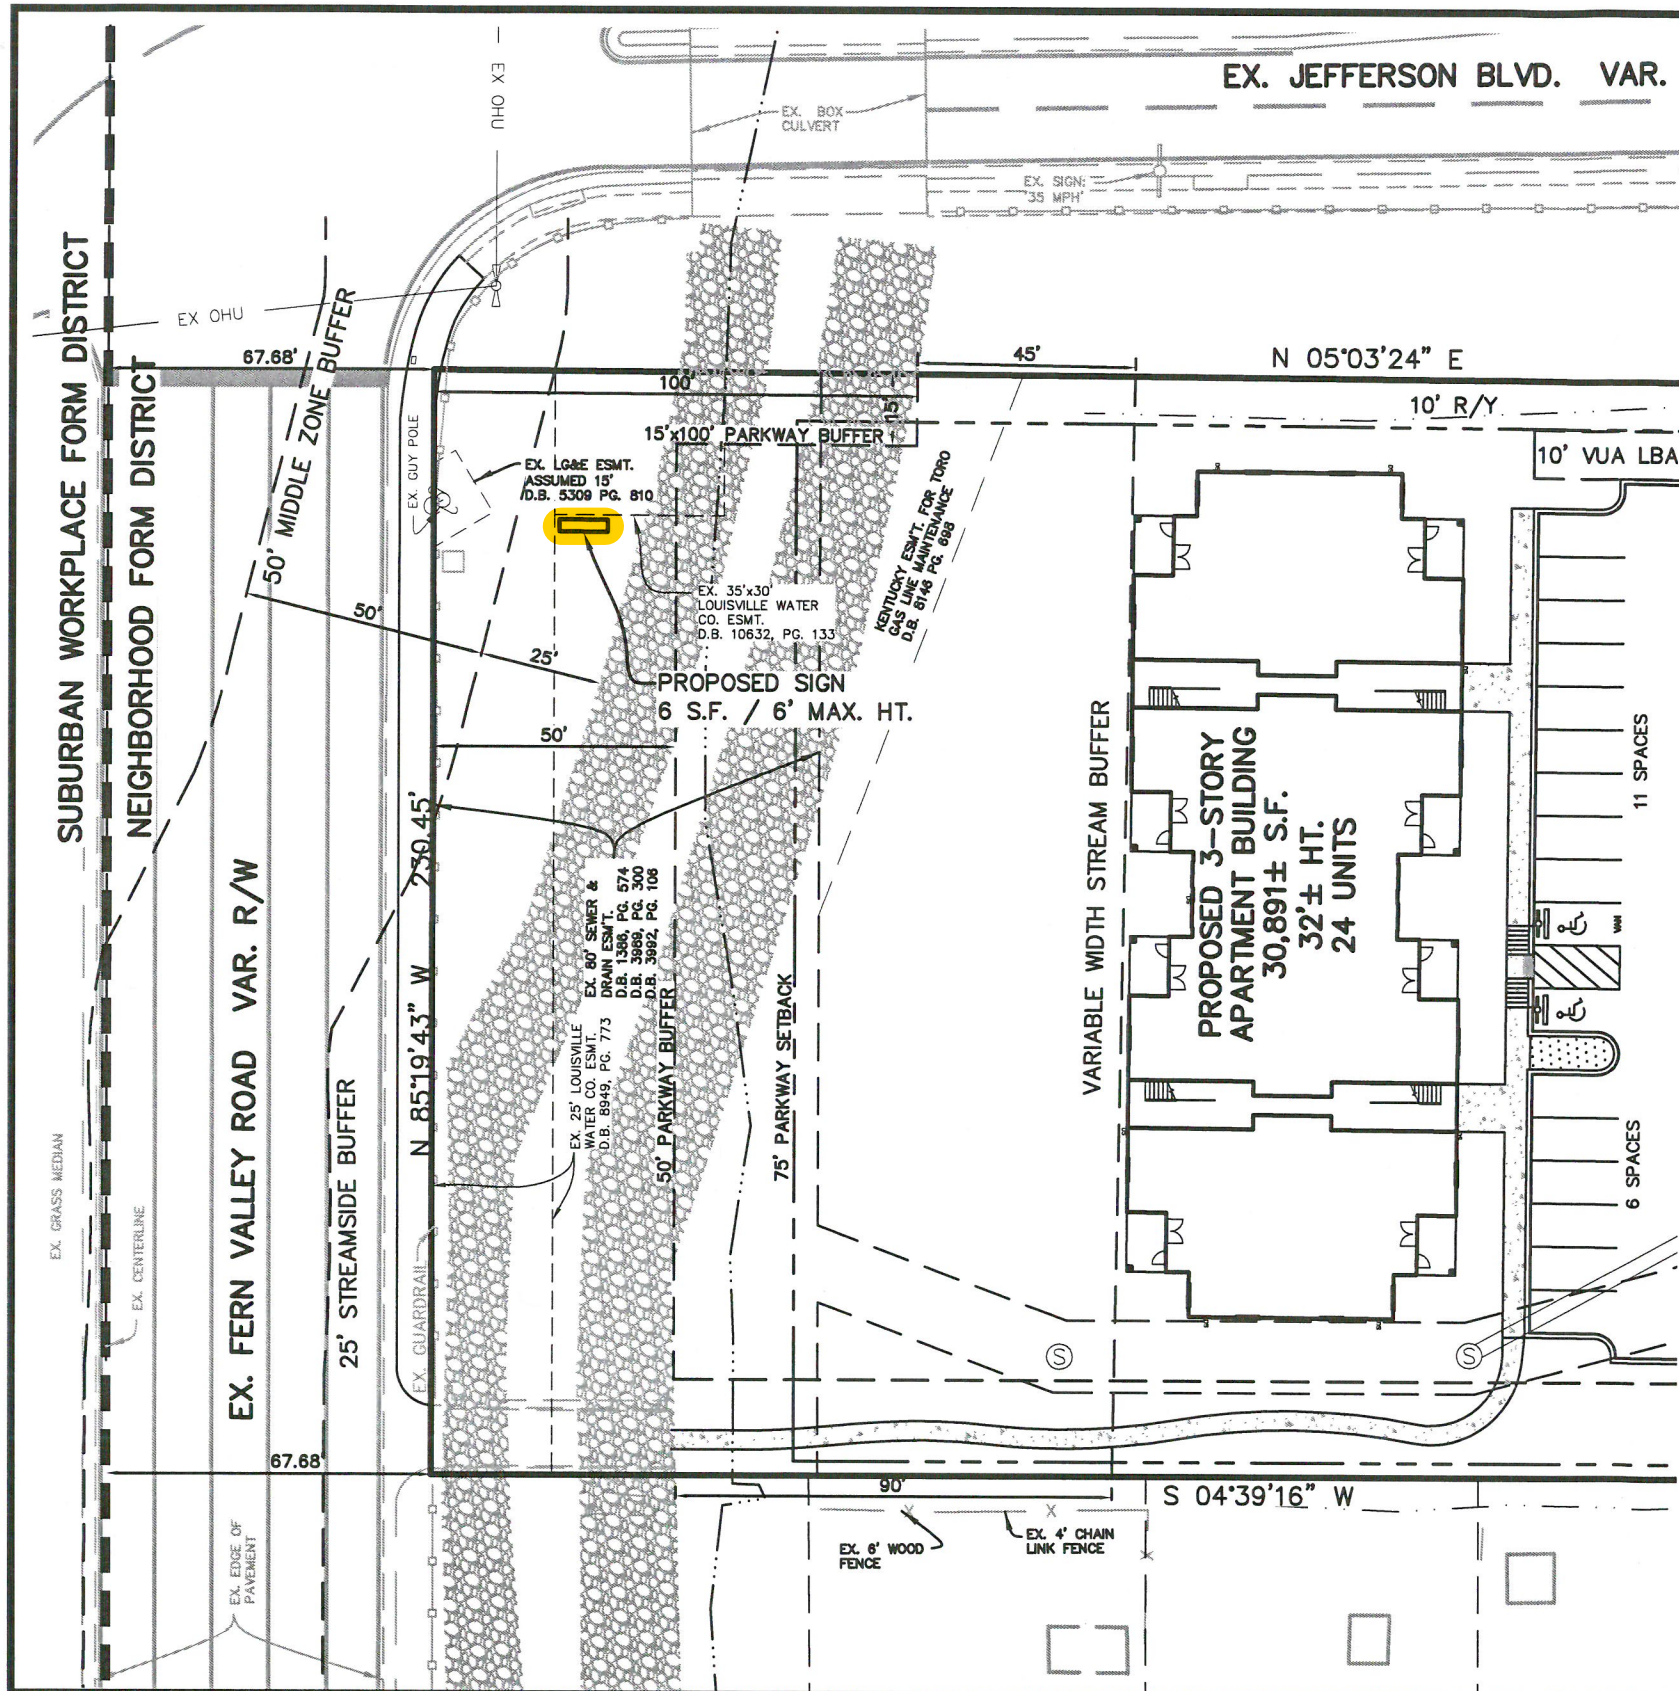 EX. JEFFERSON BLVD. VAR.
EX OHU
EX. BOX
CULVERT
EX. SIGN:
'35 MPH'
SUBURBAN WORKPLACE FORM DISTRICT
NEIGHBORHOOD FORM DISTRICT
EX OHU
50' MIDDLE ZONE BUFFER
67.68'
45'
N 05°03'24" E
100'
15'
10' R/Y
15'x100' PARKWAY BUFFER
10' VUA LBA
EX. GUY POLE
EX. LG&E ESMT.
ASSUMED 15'
D.B. 5309 PG. 810
KENTUCKY ESM'T. FOR TORO
GAS LINE MAINTENANCE
D.B. 8146 PG. 698
EX. 35'x30'
LOUISVILLE WATER
CO. ESMT.
D.B. 10632, PG. 133
50'
25'
PROPOSED SIGN
6 S.F. / 6' MAX. HT.
50'
N 85°19'43" W 230.45'
EX. 80' SEWER &
DRAIN ESM'T.
D.B. 1386, PG. 574
D.B. 3969, PG. 300
D.B. 3992, PG. 106
EX. 25' LOUISVILLE
WATER CO. ESMT.
D.B. 8949, PG. 773
50' PARKWAY BUFFER
75' PARKWAY SETBACK
VARIABLE WIDTH STREAM BUFFER
PROPOSED 3-STORY
APARTMENT BUILDING
30,891± S.F.
32'± HT.
24 UNITS
11 SPACES
VAN
6 SPACES
EX. FERN VALLEY ROAD VAR. R/W
25' STREAMSIDE BUFFER
EX. GRASS MEDIAN
EX. CENTERLINE
EX. GUARDRAIL
S
S
67.68'
90'
S 04°39'16" W
EX. 6' WOOD
FENCE
EX. 4' CHAIN
LINK FENCE
EX. EDGE OF
PAVEMENT